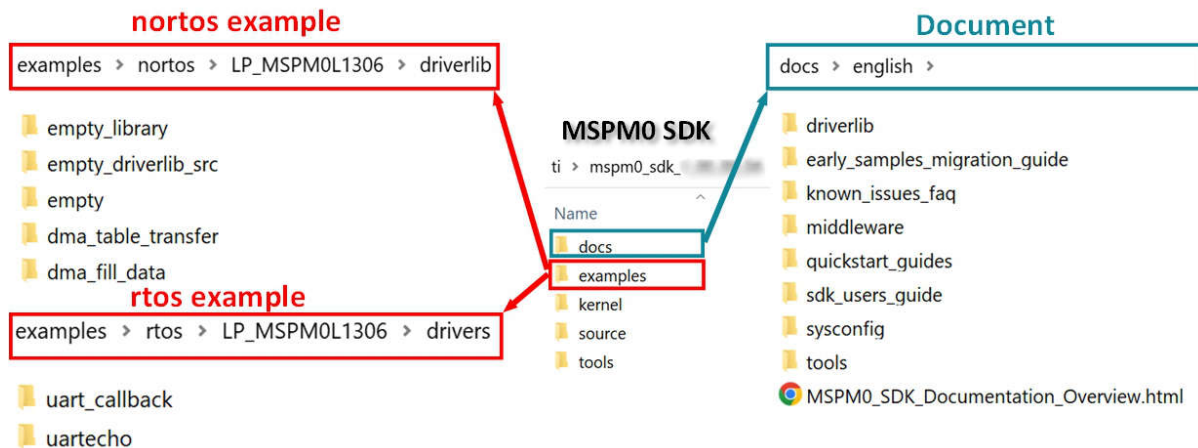 nortos example
examples > nortos > LP_MSPM0L1306 > driverlib
empty_library
empty_driverlib_src
empty
dma_table_transfer
dma_fill_data
rtos example
examples > rtos > LP_MSPM0L1306 > drivers
uart_callback
uartecho
MSPM0 SDK
ti > mspm0_sdk_
Name
docs
examples
kernel
source
tools
Document
docs > english >
driverlib
early_samples_migration_guide
known_issues_faq
middleware
quickstart_guides
sdk_users_guide
sysconfig
tools
MSPM0_SDK_Documentation_Overview.html